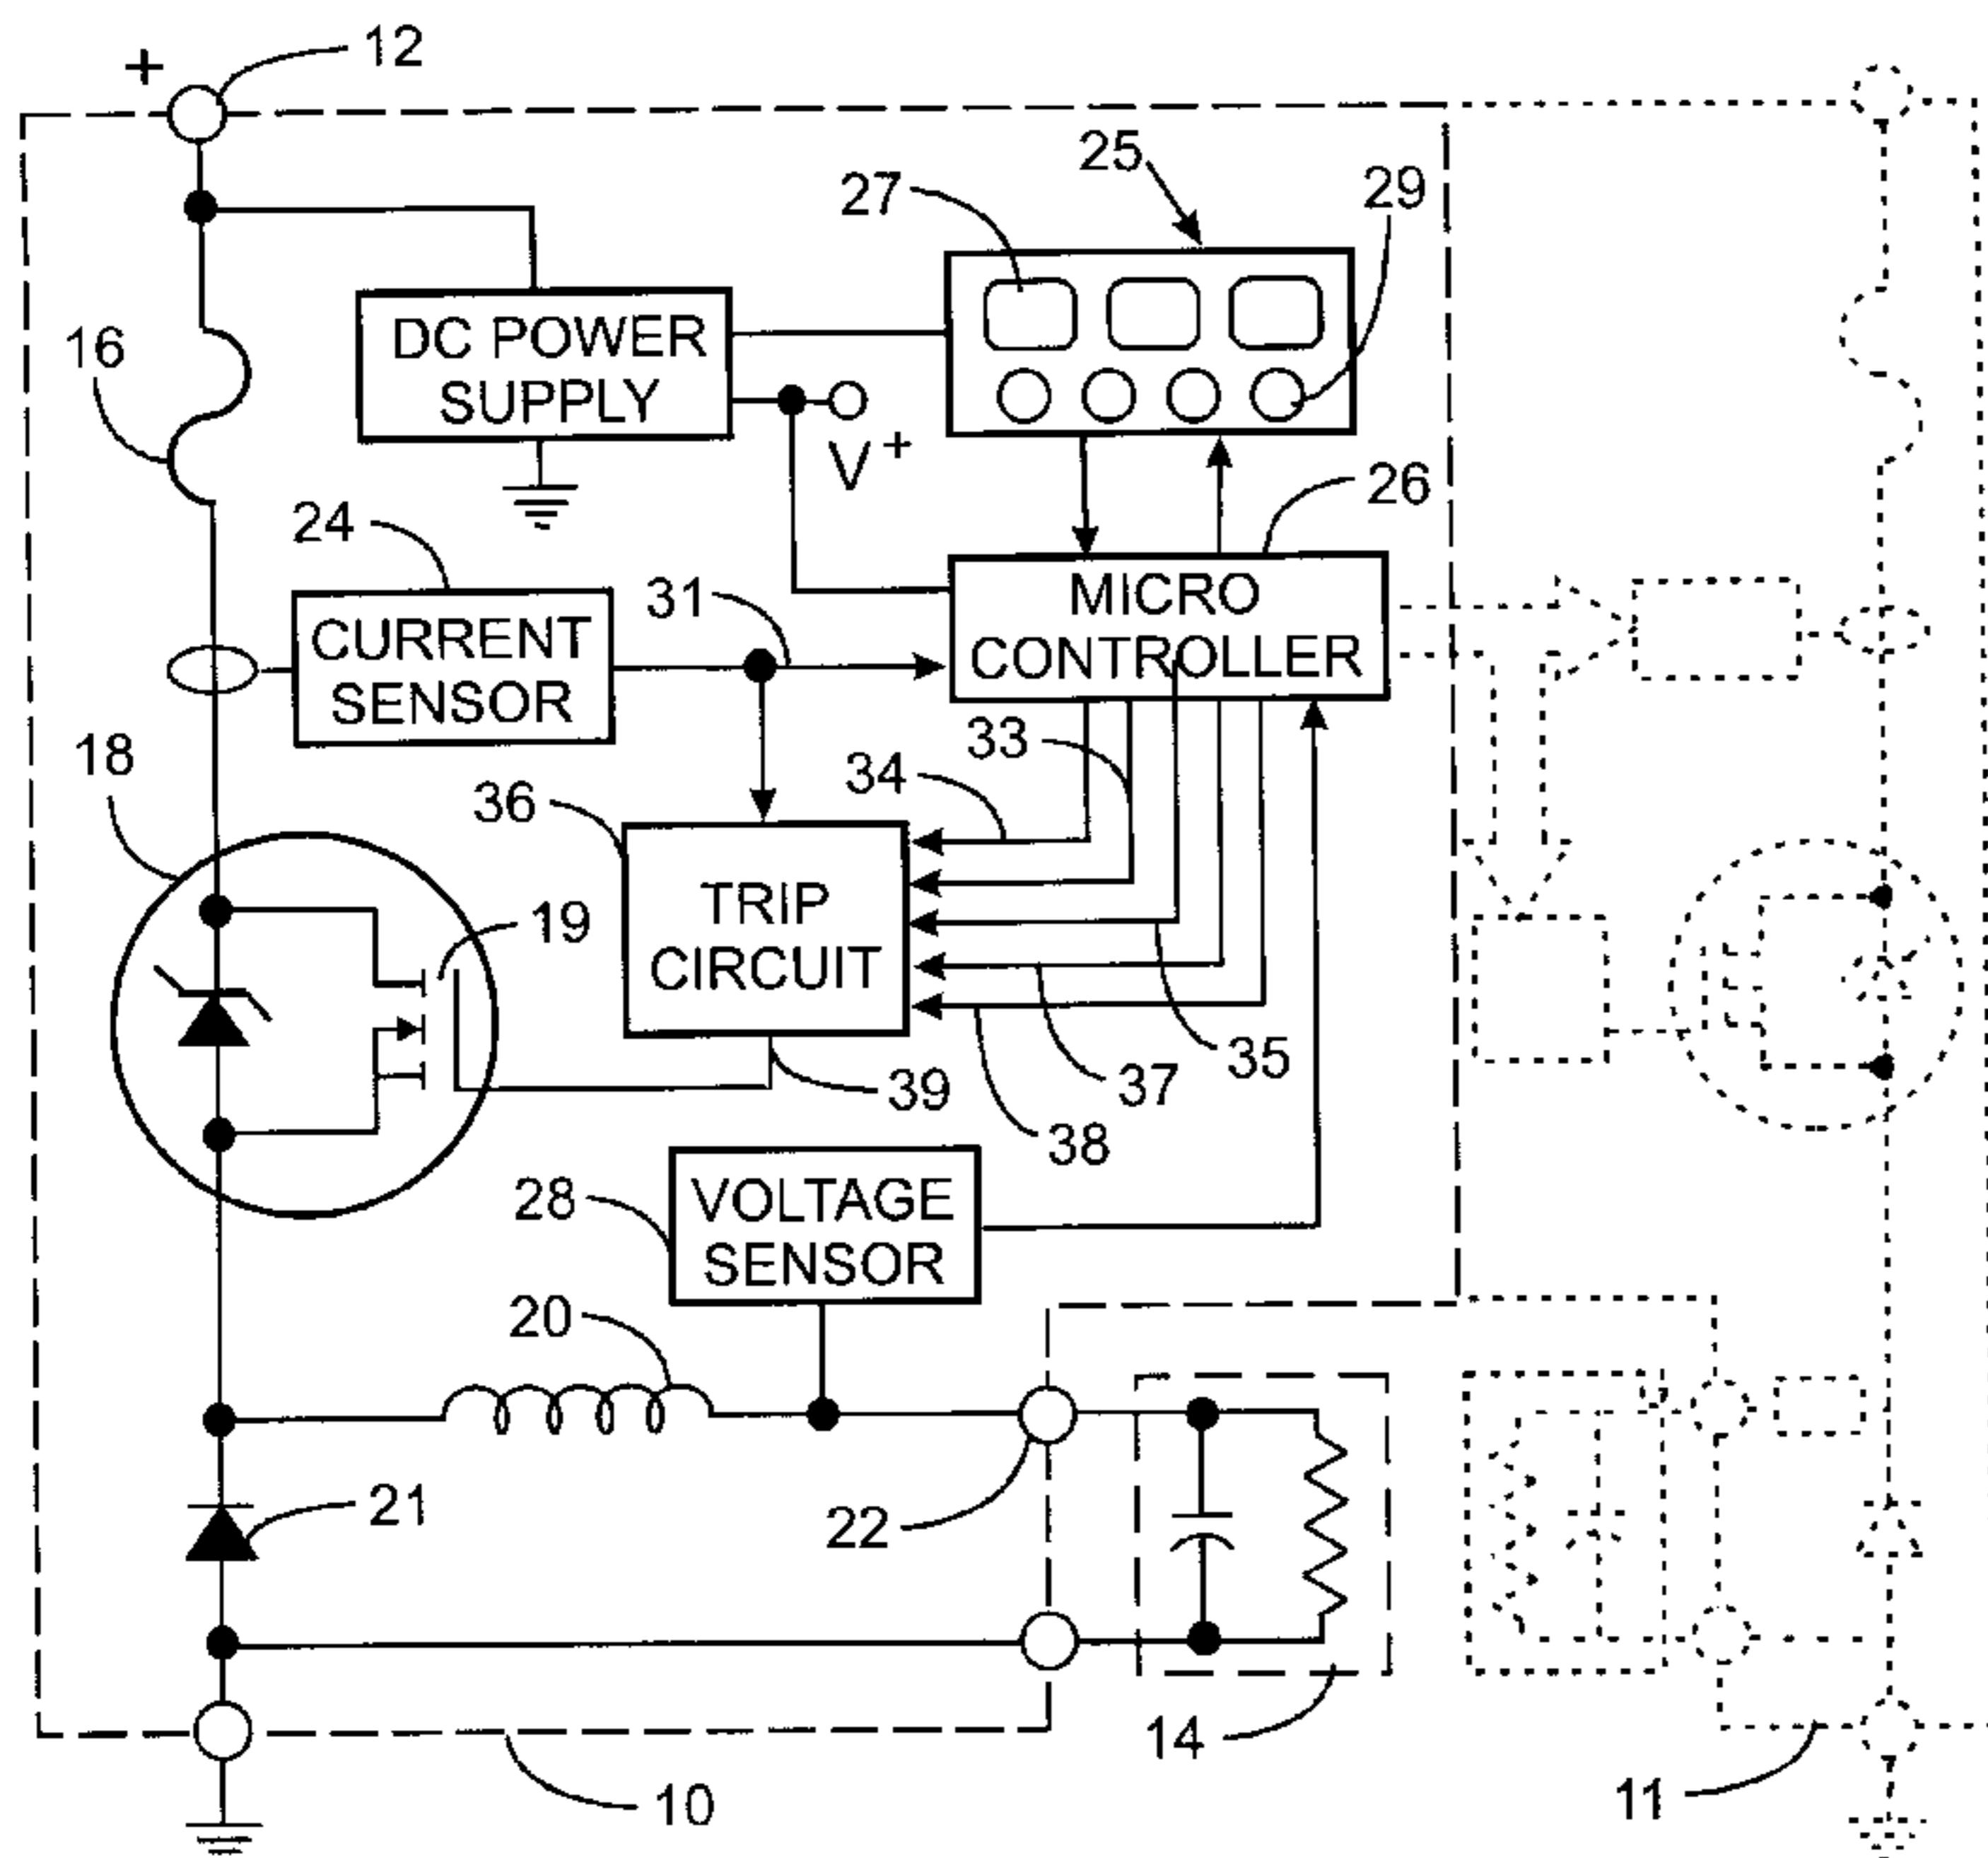 +
12
25
27
29
16
DC POWER
SUPPLY
V+
24
26
CURRENT
SENSOR
31
MICRO
CONTROLLER
18
33
34
36
TRIP
CIRCUIT
19
35
37
39
38
28
VOLTAGE
SENSOR
20
21
22
14
10
11